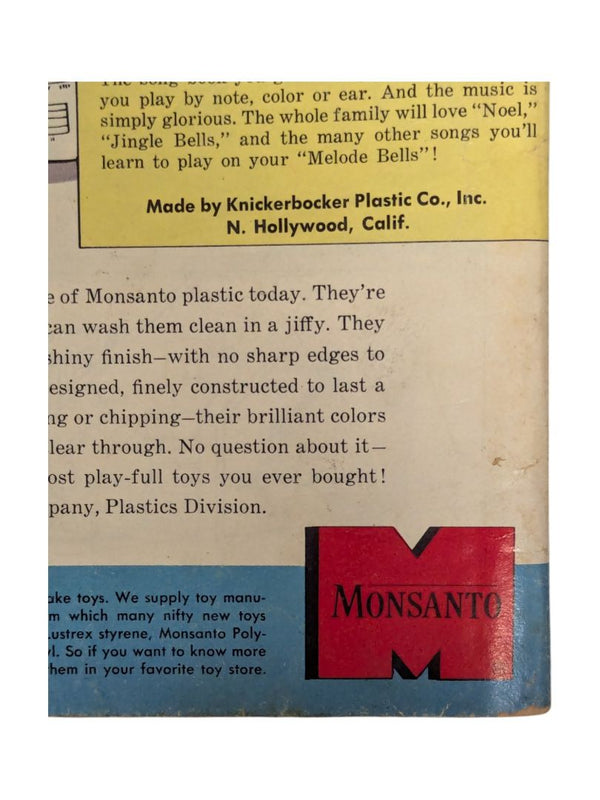 you play by note, color or ear. And the music is
simply glorious. The whole family will love “Noel,”
“Jingle Bells,” and the many other songs you’ll
learn to play on your “Melode Bells”!
Made by Knickerbocker Plastic Co., Inc.
N. Hollywood, Calif.
e of Monsanto plastic today. They’re
can wash them clean in a jiffy. They
shiny finish—with no sharp edges to
esigned, finely constructed to last a
ng or chipping—their brilliant colors
lear through. No question about it—
ost play-full toys you ever bought!
pany, Plastics Division.
ake toys. We supply toy manu-
m which many nifty new toys
ustrex styrene, Monsanto Poly-
yl. So if you want to know more
hem in your favorite toy store.
MONSANTO